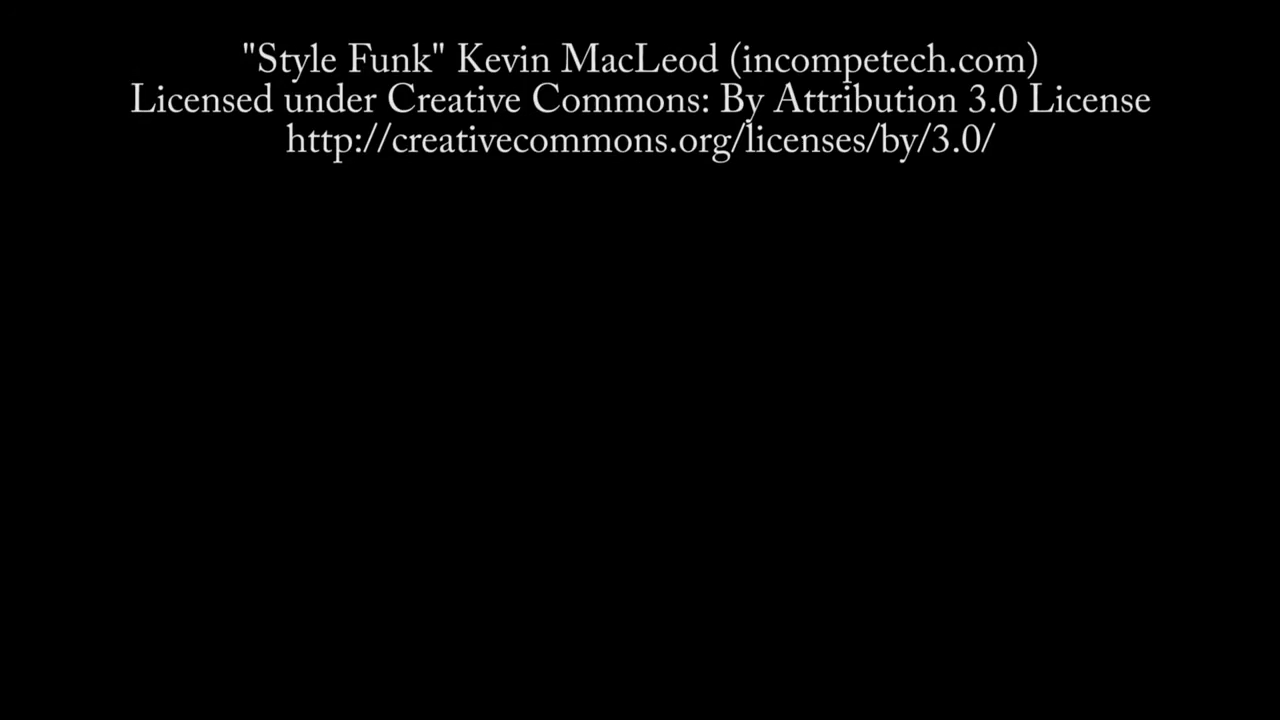 "Style Funk" Kevin MacLeod (incompetech.com)
Licensed under Creative Commons: By Attribution 3.0 License
http://creativecommons.org/licenses/by/3.0/